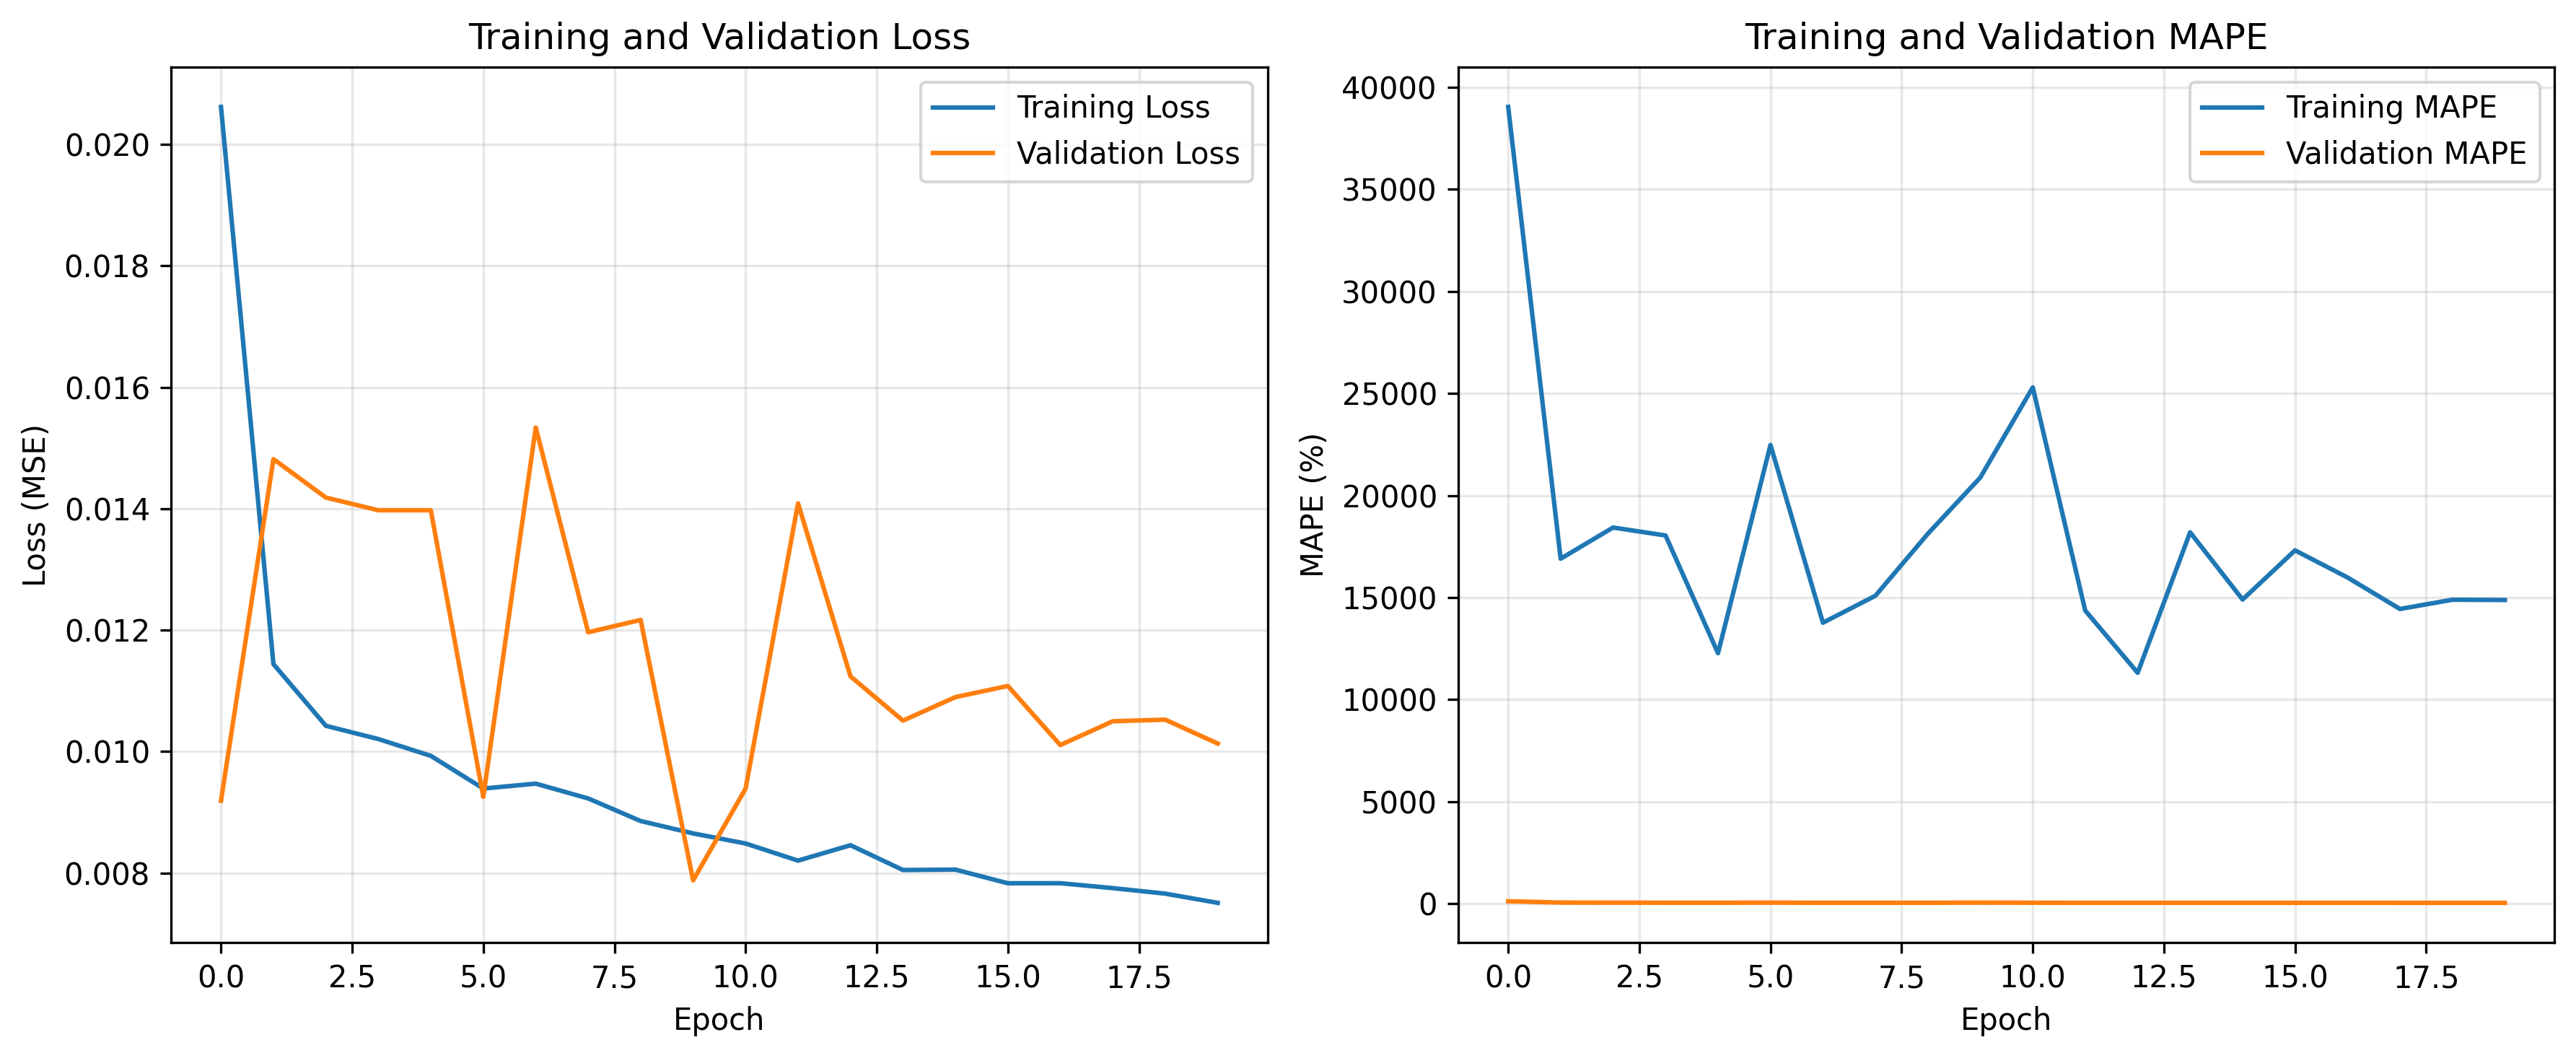 Training and Validation Loss
Training Loss
Validation Loss
0.020
0.018
0.016
0.014
0.012
0.010
0.008
Loss (MSE)
0.0 2.5 5.0 7.5 10.0 12.5 15.0 17.5
Epoch
Training and Validation MAPE
Training MAPE
Validation MAPE
40000
35000
30000
25000
20000
15000
10000
5000
0
MAPE (%)
0.0 2.5 5.0 7.5 10.0 12.5 15.0 17.5
Epoch